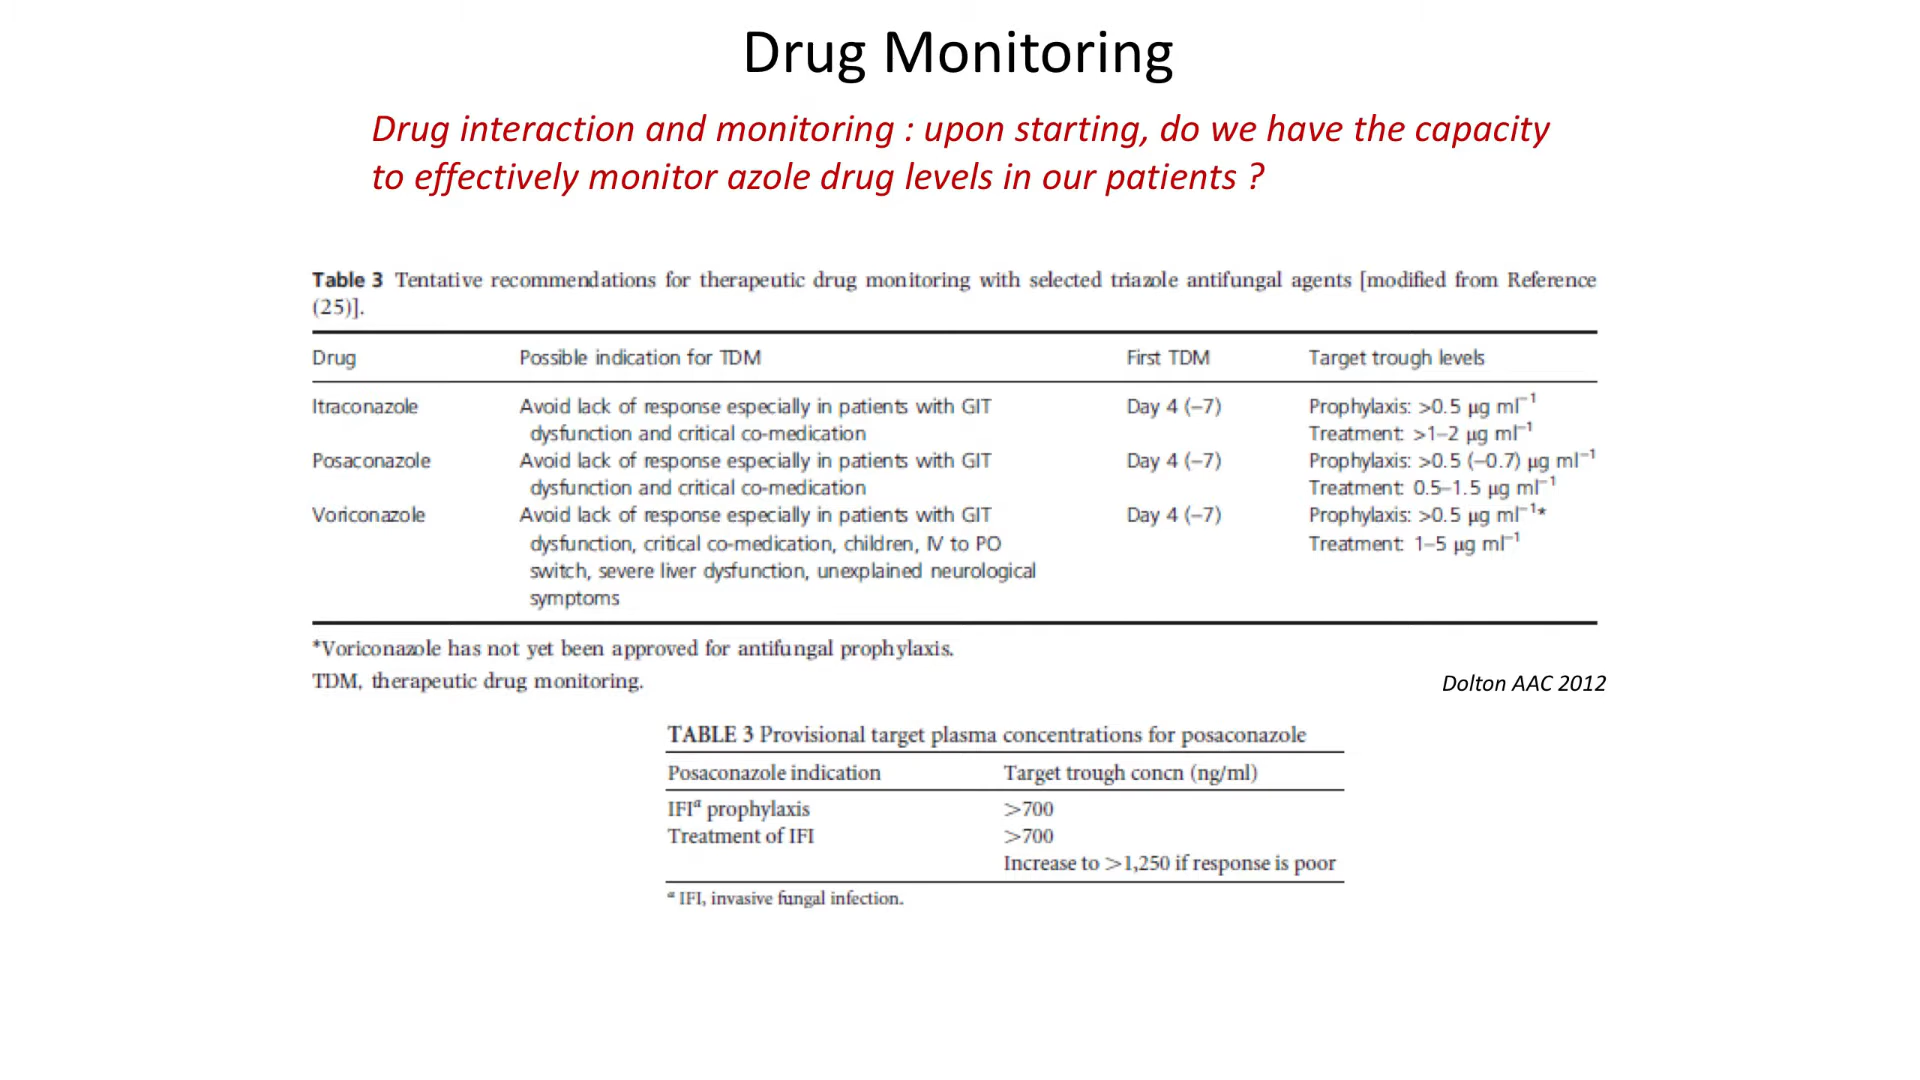 Drug Monitoring
Drug interaction and monitoring : upon starting, do we have the capacity
to effectively monitor azole drug levels in our patients ?
Table 3 Tentative recommendations for therapeutic drug monitoring with selected triazole antifungal agents [modified from Reference
(25)].
Drug Possible indication for TDM First TDM Target trough levels
Itraconazole Avoid lack of response especially in patients with GIT Day 4 (–7) Prophylaxis: >0.5 µg ml⁻¹
dysfunction and critical co-medication Treatment: >1–2 µg ml⁻¹
Posaconazole Avoid lack of response especially in patients with GIT Day 4 (–7) Prophylaxis: >0.5 (–0.7) µg ml⁻¹
dysfunction and critical co-medication Treatment: 0.5–1.5 µg ml⁻¹
Voriconazole Avoid lack of response especially in patients with GIT Day 4 (–7) Prophylaxis: >0.5 µg ml⁻¹*
dysfunction, critical co-medication, children, IV to PO Treatment: 1–5 µg ml⁻¹
switch, severe liver dysfunction, unexplained neurological
symptoms
*Voriconazole has not yet been approved for antifungal prophylaxis.
TDM, therapeutic drug monitoring.
Dolton AAC 2012
TABLE 3 Provisional target plasma concentrations for posaconazole
Posaconazole indication Target trough concn (ng/ml)
IFIᵃ prophylaxis >700
Treatment of IFI >700
Increase to >1,250 if response is poor
ᵃ IFI, invasive fungal infection.